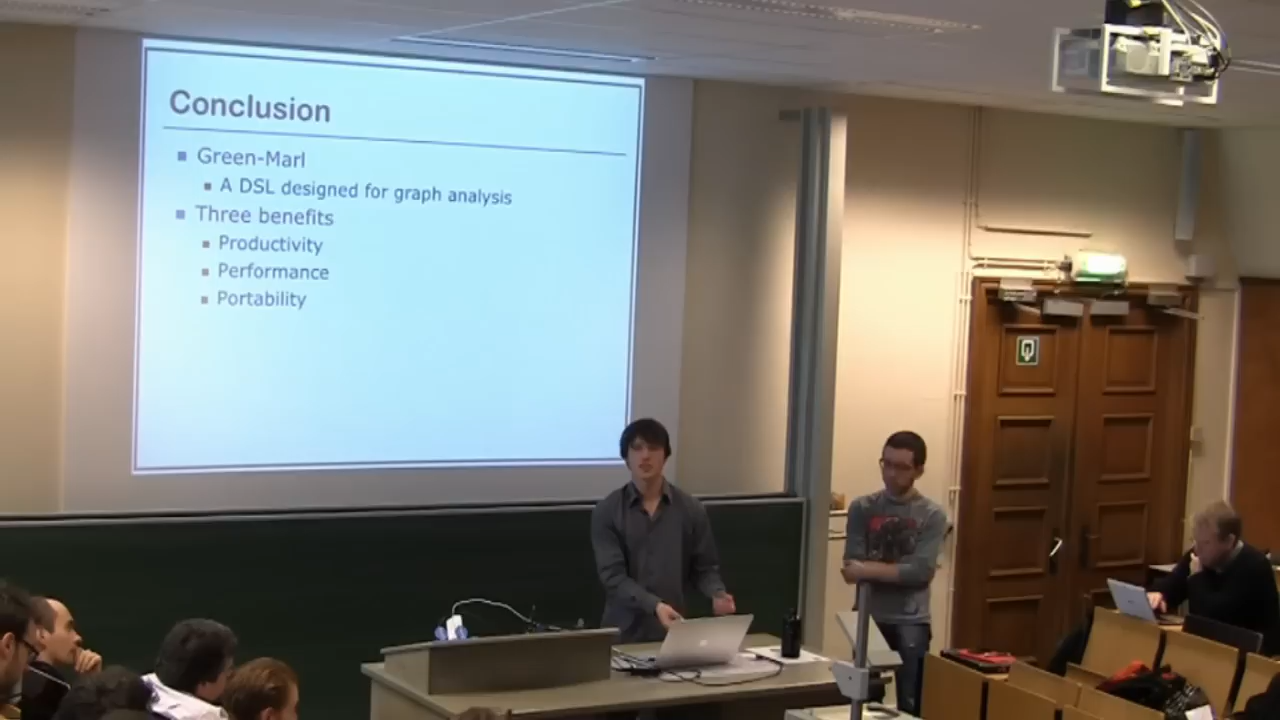 Conclusion
Green-Marl
A DSL designed for graph analysis
Three benefits
Productivity
Performance
Portability